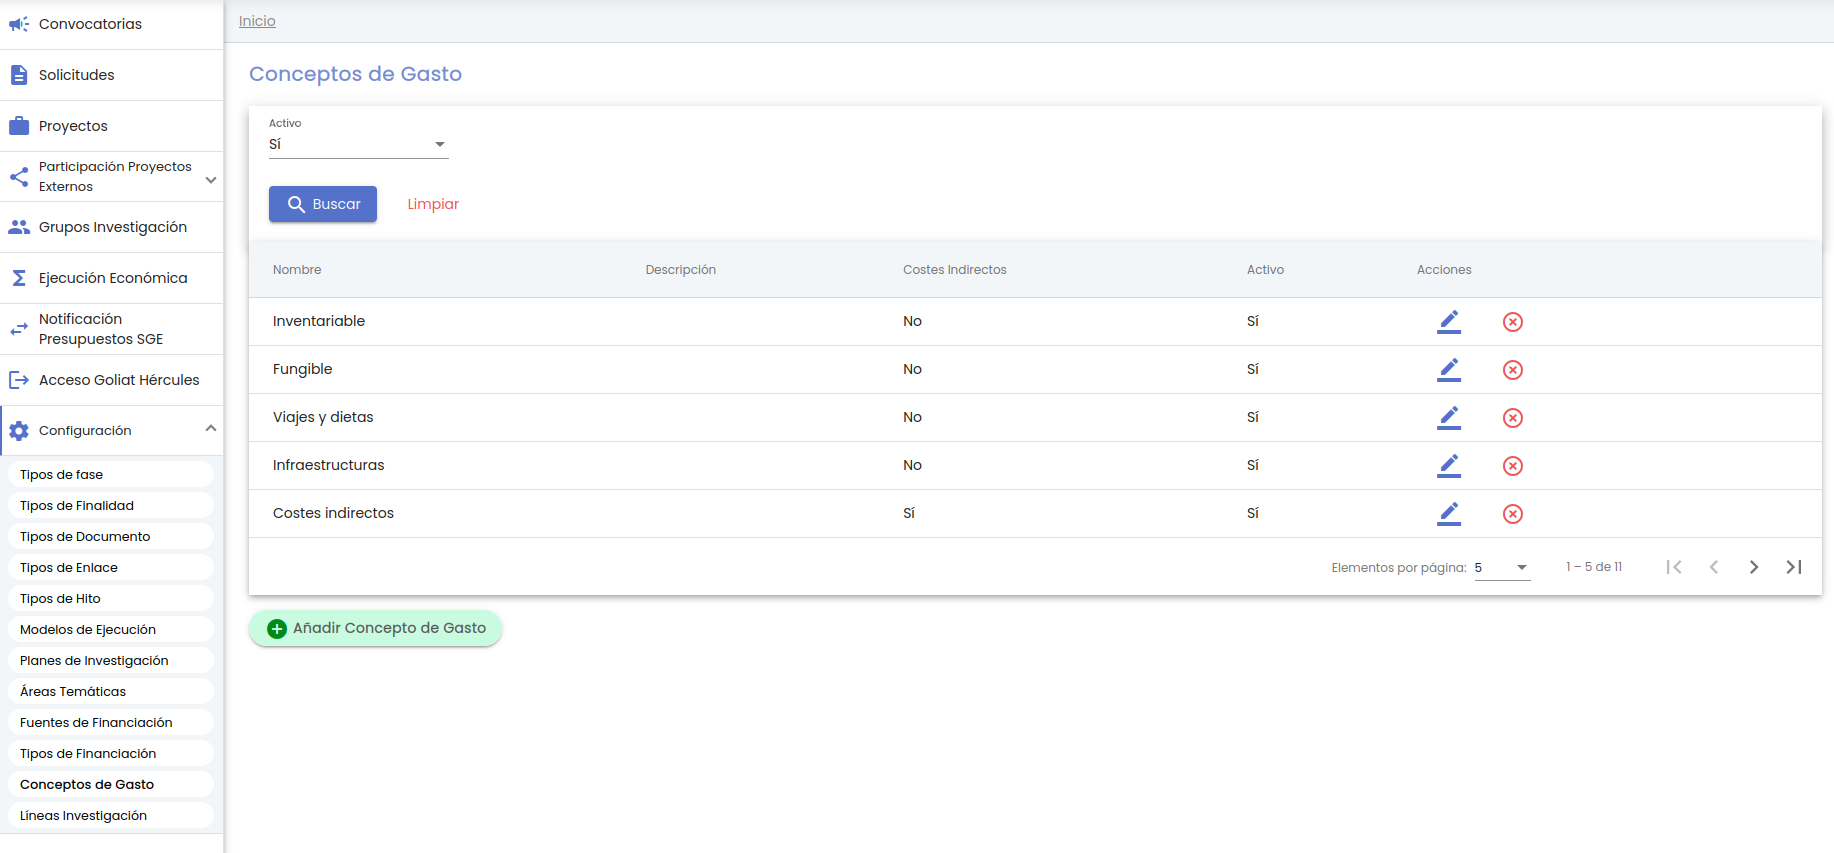 Convocatorias
Solicitudes
Proyectos
Participación Proyectos
Externos
Grupos Investigación
Ejecución Económica
Notificación
Presupuestos SGE
Acceso Goliat Hércules
Configuración
Tipos de fase
Tipos de Finalidad
Tipos de Documento
Tipos de Enlace
Tipos de Hito
Modelos de Ejecución
Planes de Investigación
Áreas Temáticas
Fuentes de Financiación
Tipos de Financiación
Conceptos de Gasto
Líneas Investigación
Inicio
Conceptos de Gasto
Activo
Sí
Buscar Limpiar
Nombre Descripción Costes Indirectos Activo Acciones
Inventariable No Sí
Fungible No Sí
Viajes y dietas No Sí
Infraestructuras No Sí
Costes indirectos Sí Sí
Elementos por página: 5 1 – 5 de 11
Añadir Concepto de Gasto